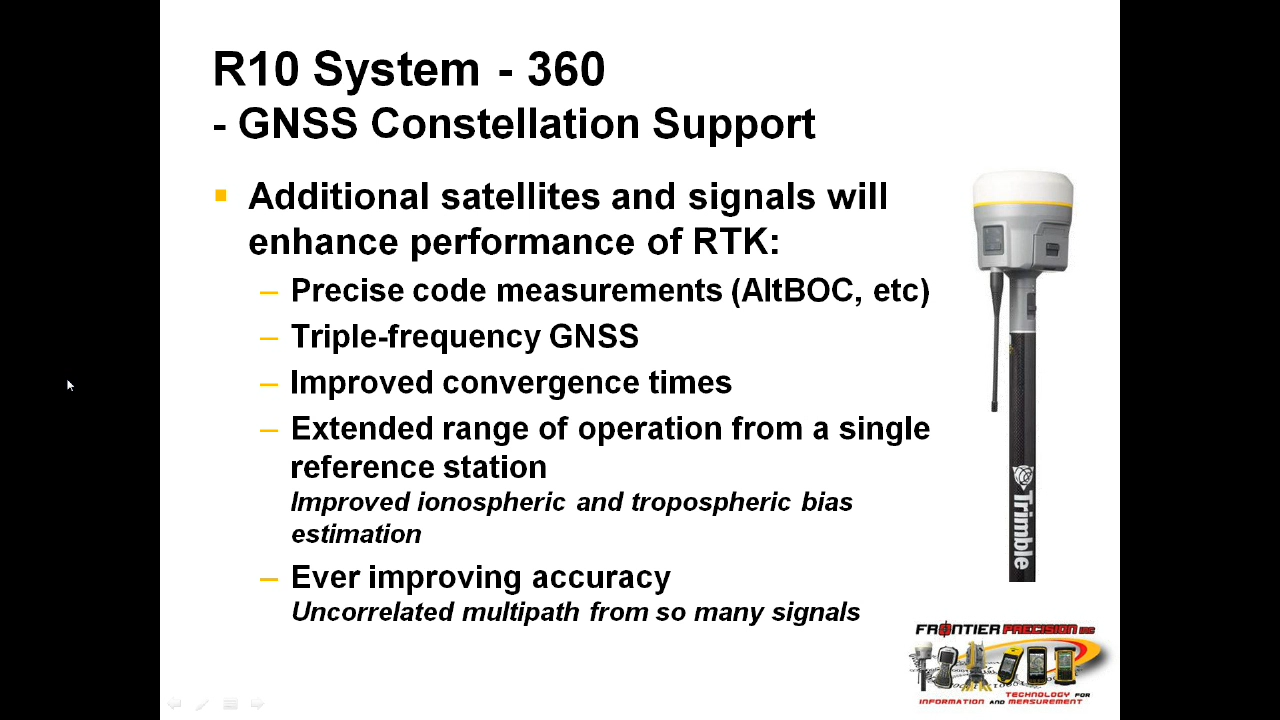 R10 System - 360
- GNSS Constellation Support
Additional satellites and signals will
enhance performance of RTK:
– Precise code measurements (AltBOC, etc)
– Triple-frequency GNSS
– Improved convergence times
– Extended range of operation from a single
reference station
Improved ionospheric and tropospheric bias
estimation
– Ever improving accuracy
Uncorrelated multipath from so many signals
Trimble
FRONTIER PRECISION INC
TECHNOLOGY FOR
INFORMATION AND MEASUREMENT